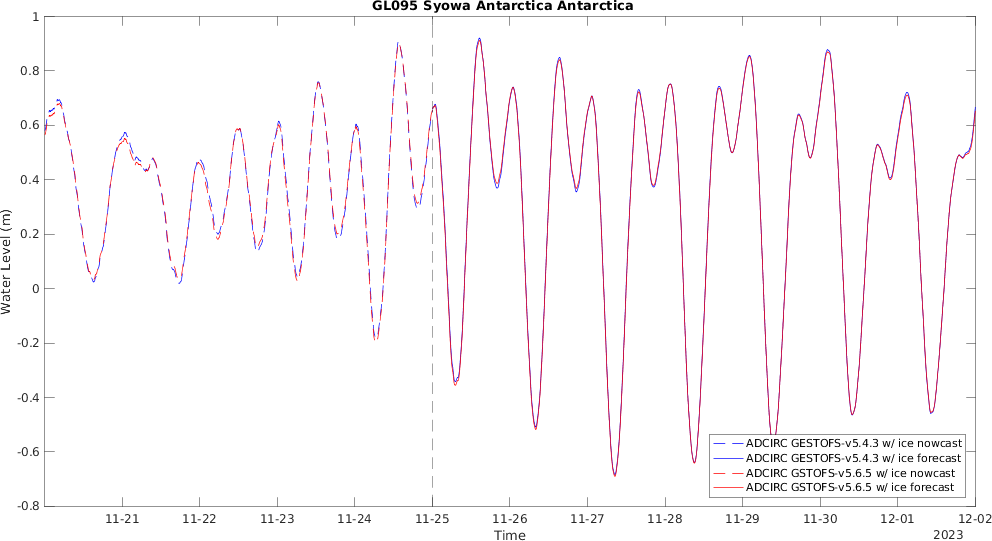 GL095 Syowa Antarctica Antarctica
1
0.8
0.6
0.4
0.2
0
-0.2
-0.4
-0.6
-0.8
Water Level (m)
ADCIRC GESTOFS-v5.4.3 w/ ice nowcast
ADCIRC GESTOFS-v5.4.3 w/ ice forecast
ADCIRC GSTOFS-v5.6.5 w/ ice nowcast
ADCIRC GSTOFS-v5.6.5 w/ ice forecast
11-21 11-22 11-23 11-24 11-25 11-26 11-27 11-28 11-29 11-30 12-01 12-02
Time
2023